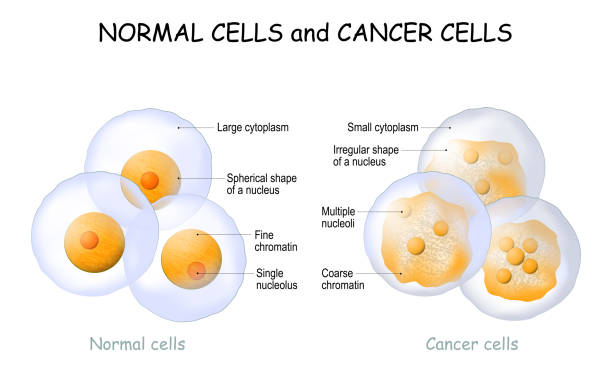 NORMAL CELLS and CANCER CELLS
Large cytoplasm
Spherical shape
of a nucleus
Fine
chromatin
Single
nucleolus
Normal cells
Small cytoplasm
Irregular shape
of a nucleus
Multiple
nucleoli
Coarse
chromatin
Cancer cells